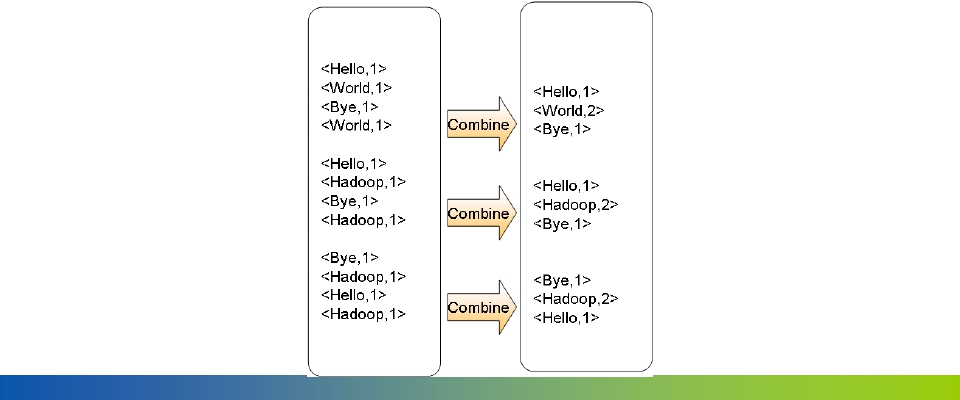 <Hello,1>
<World,1>
<Bye,1>
<World,1>
<Hello,1>
<Hadoop,1>
<Bye,1>
<Hadoop,1>
<Bye,1>
<Hadoop,1>
<Hello,1>
<Hadoop,1>
Combine
Combine
Combine
<Hello,1>
<World,2>
<Bye,1>
<Hello,1>
<Hadoop,2>
<Bye,1>
<Bye,1>
<Hadoop,2>
<Hello,1>